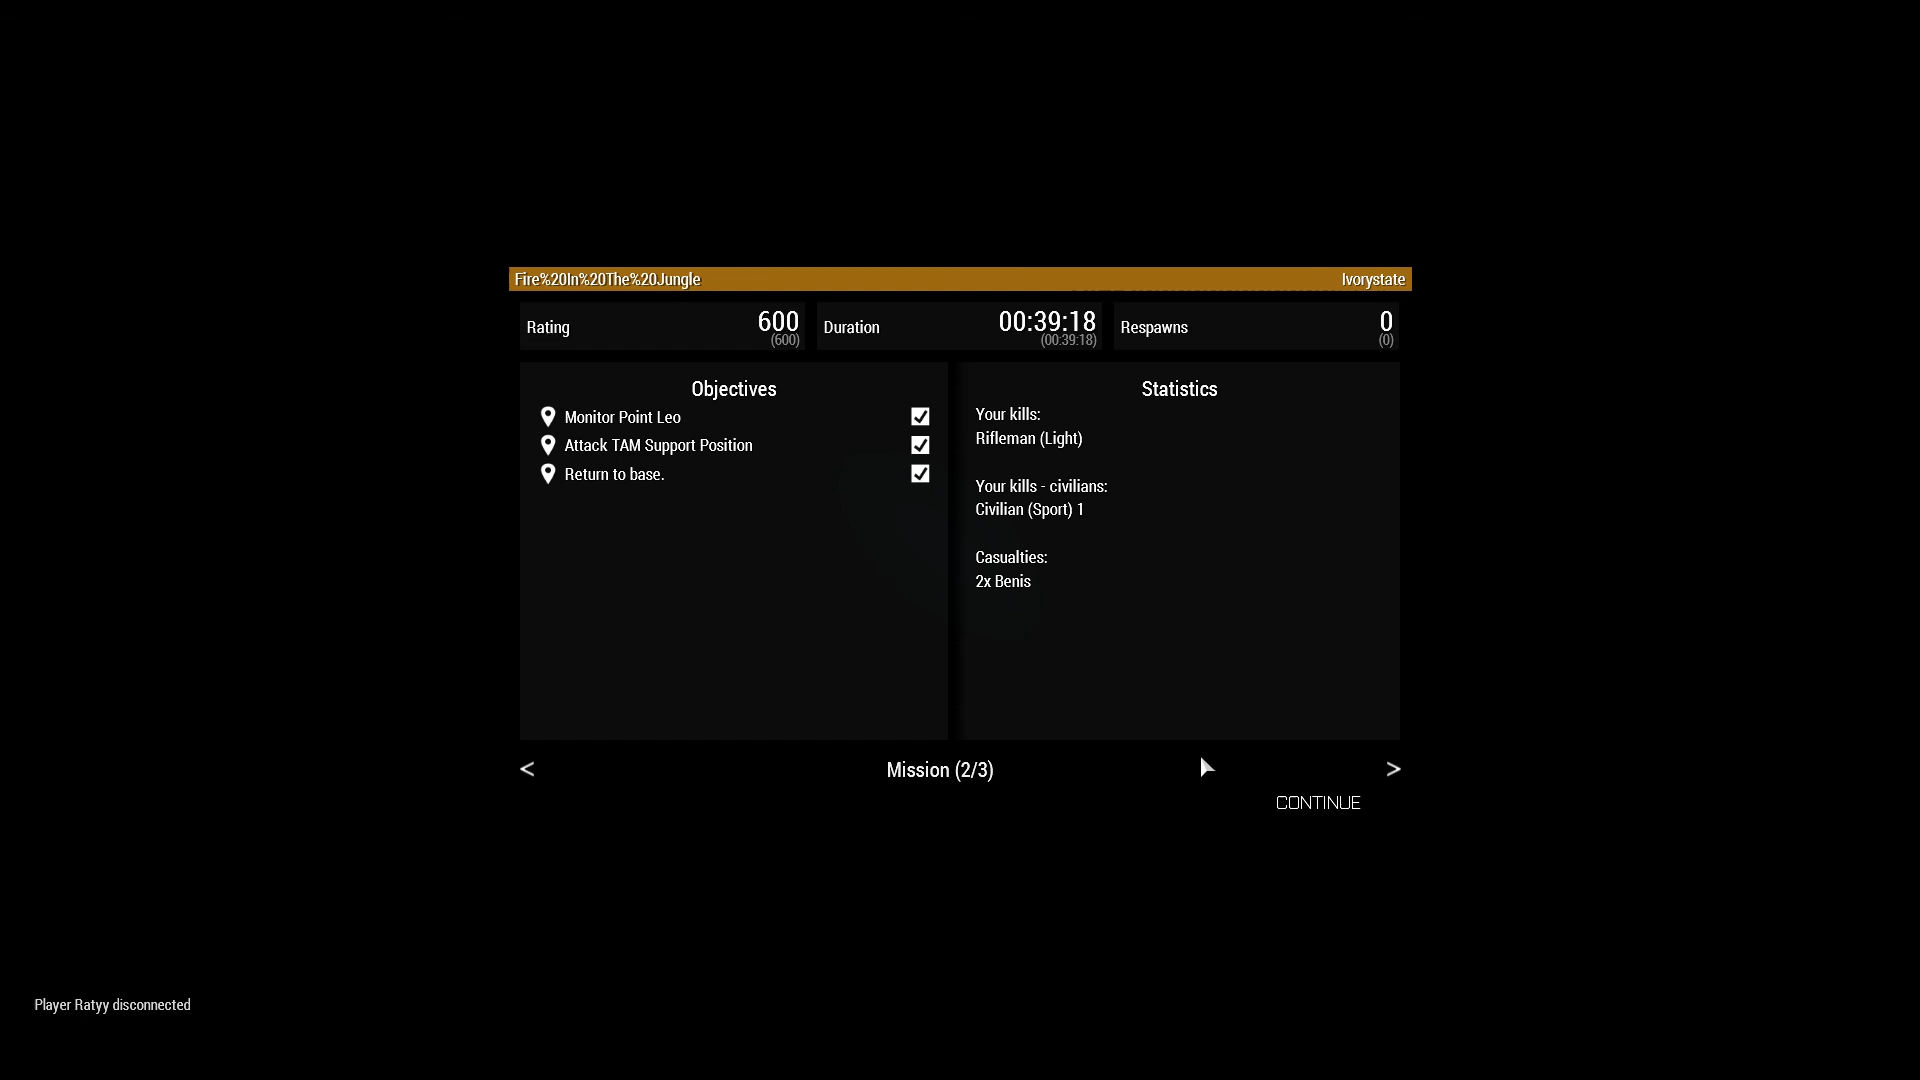 Fire%20In%20The%20Jungle Ivorystate
Rating 600 (600) Duration 00:39:18 (00:39:18) Respawns 0 (0)
Objectives
Monitor Point Leo
Attack TAM Support Position
Return to base.
Statistics
Your kills:
Rifleman (Light)
Your kills - civilians:
Civilian (Sport) 1
Casualties:
2x Benis
< Mission (2/3) >
CONTINUE
Player Ratyy disconnected